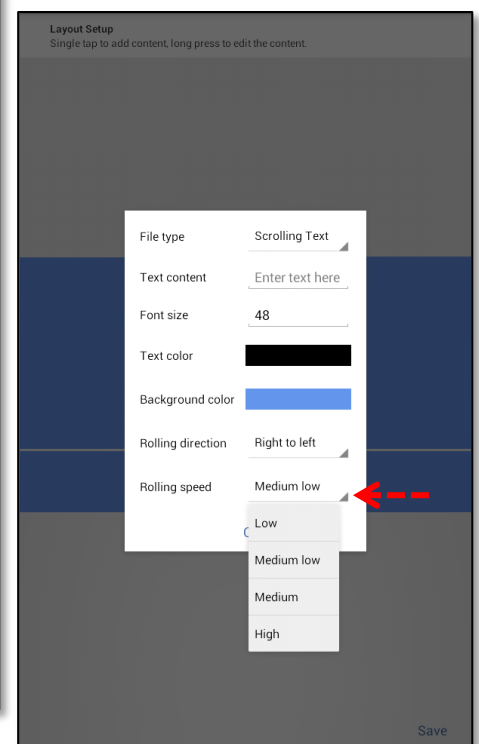 Layout Setup
Single tap to add content, long press to edit the content.
File type Scrolling Text
Text content Enter text here
Font size 48
Text color
Background color
Rolling direction Right to left
Rolling speed Medium low
Low
Medium low
Medium
High
Save